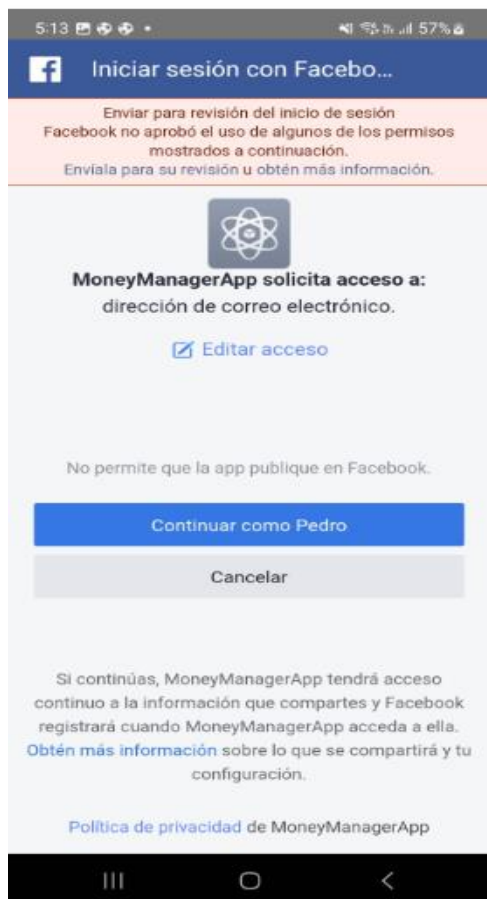 5:13
57%
Iniciar sesión con Facebo...
Enviar para revisión del inicio de sesión
Facebook no aprobó el uso de algunos de los permisos
mostrados a continuación.
Envíala para su revisión u obtén más información.
MoneyManagerApp solicita acceso a:
dirección de correo electrónico.
Editar acceso
No permite que la app publique en Facebook.
Continuar como Pedro
Cancelar
Si continúas, MoneyManagerApp tendrá acceso
continuo a la información que compartes y Facebook
registrará cuando MoneyManagerApp acceda a ella.
Obtén más información sobre lo que se compartirá y tu
configuración.
Política de privacidad de MoneyManagerApp